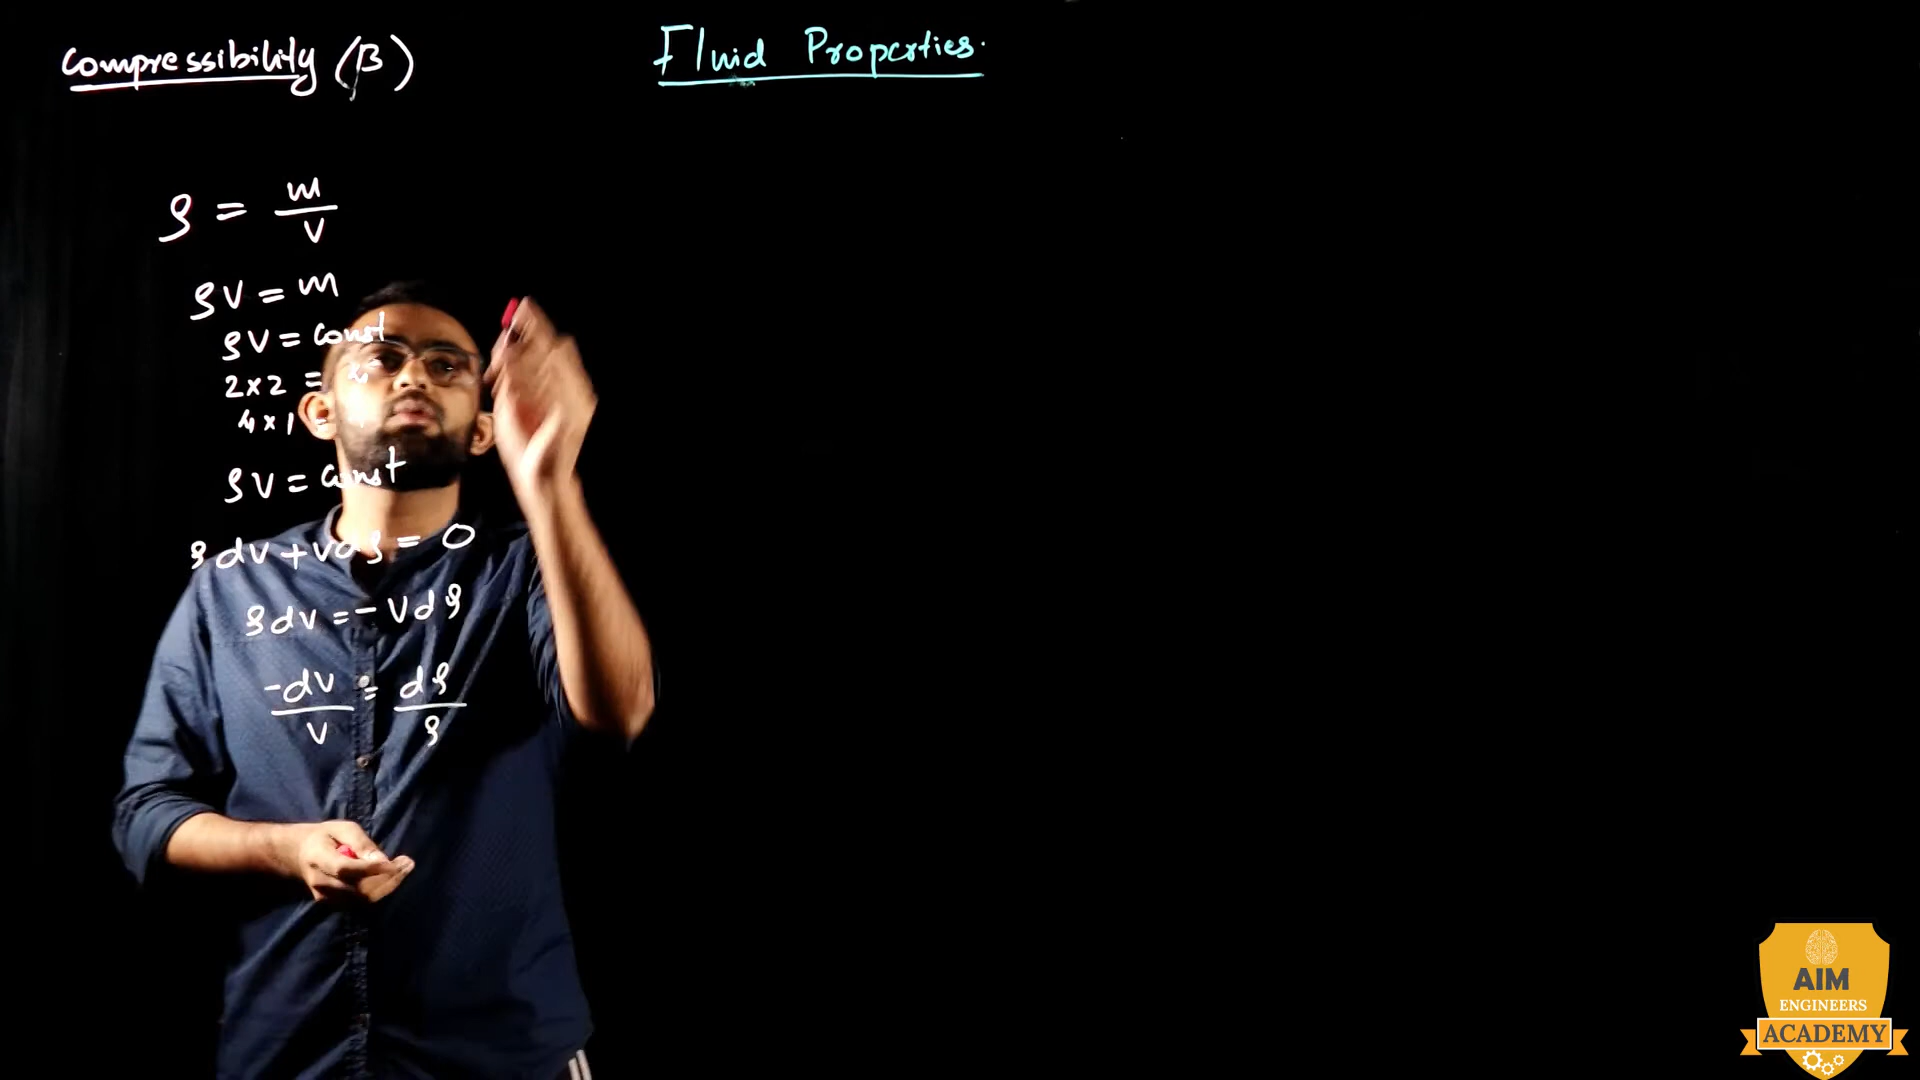 Compressibility (β)
Fluid Properties.
ρ = m/V
ρV = m
ρV = Const
2×2 =
4×1 =
ρV = Const
ρdV + Vdρ = 0
ρdV = -Vdρ
-dV/V = dρ/ρ
AIM
ENGINEERS
ACADEMY